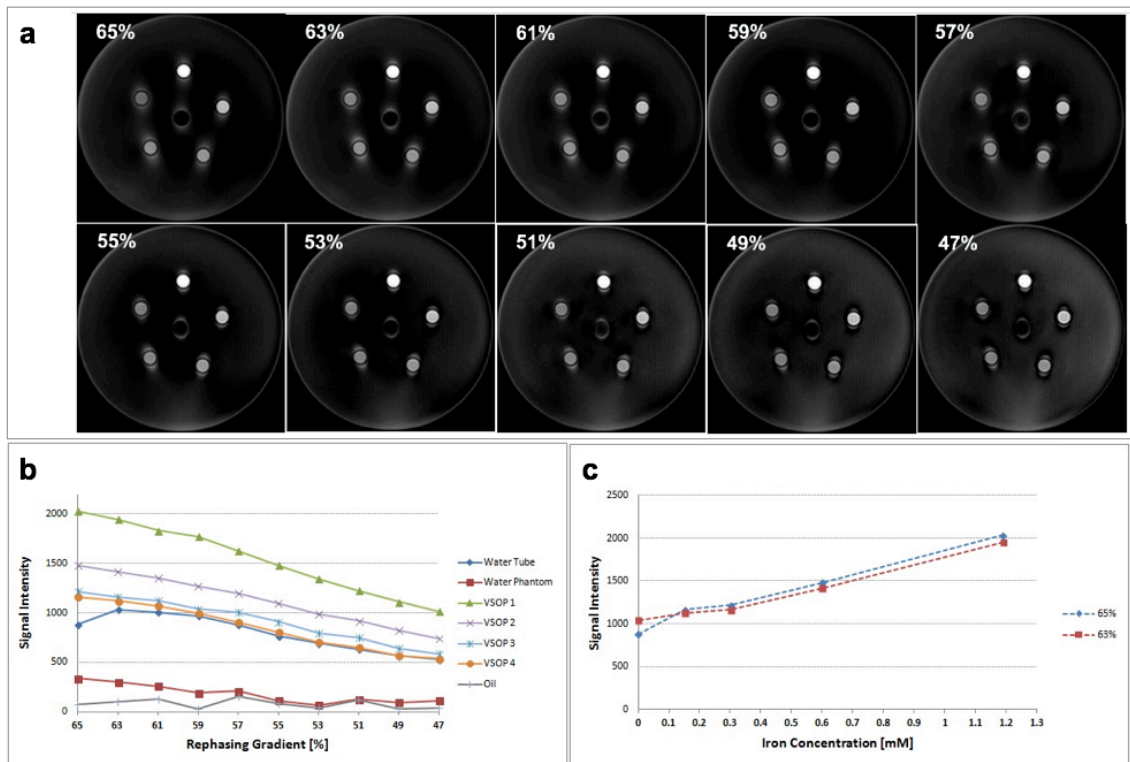 a
65% 63% 61% 59% 57%
55% 53% 51% 49% 47%
b
2000
1500
1000
500
0
65 63 61 59 57 55 53 51 49 47
Signal Intensity
Rephasing Gradient [%]
Water Tube
Water Phantom
VSOP 1
VSOP 2
VSOP 3
VSOP 4
Oil
c
2500
2000
1500
1000
500
0
0 0.1 0.2 0.3 0.4 0.5 0.6 0.7 0.8 0.9 1 1.1 1.2 1.3
Signal Intensity
Iron Concentration [mM]
65%
63%